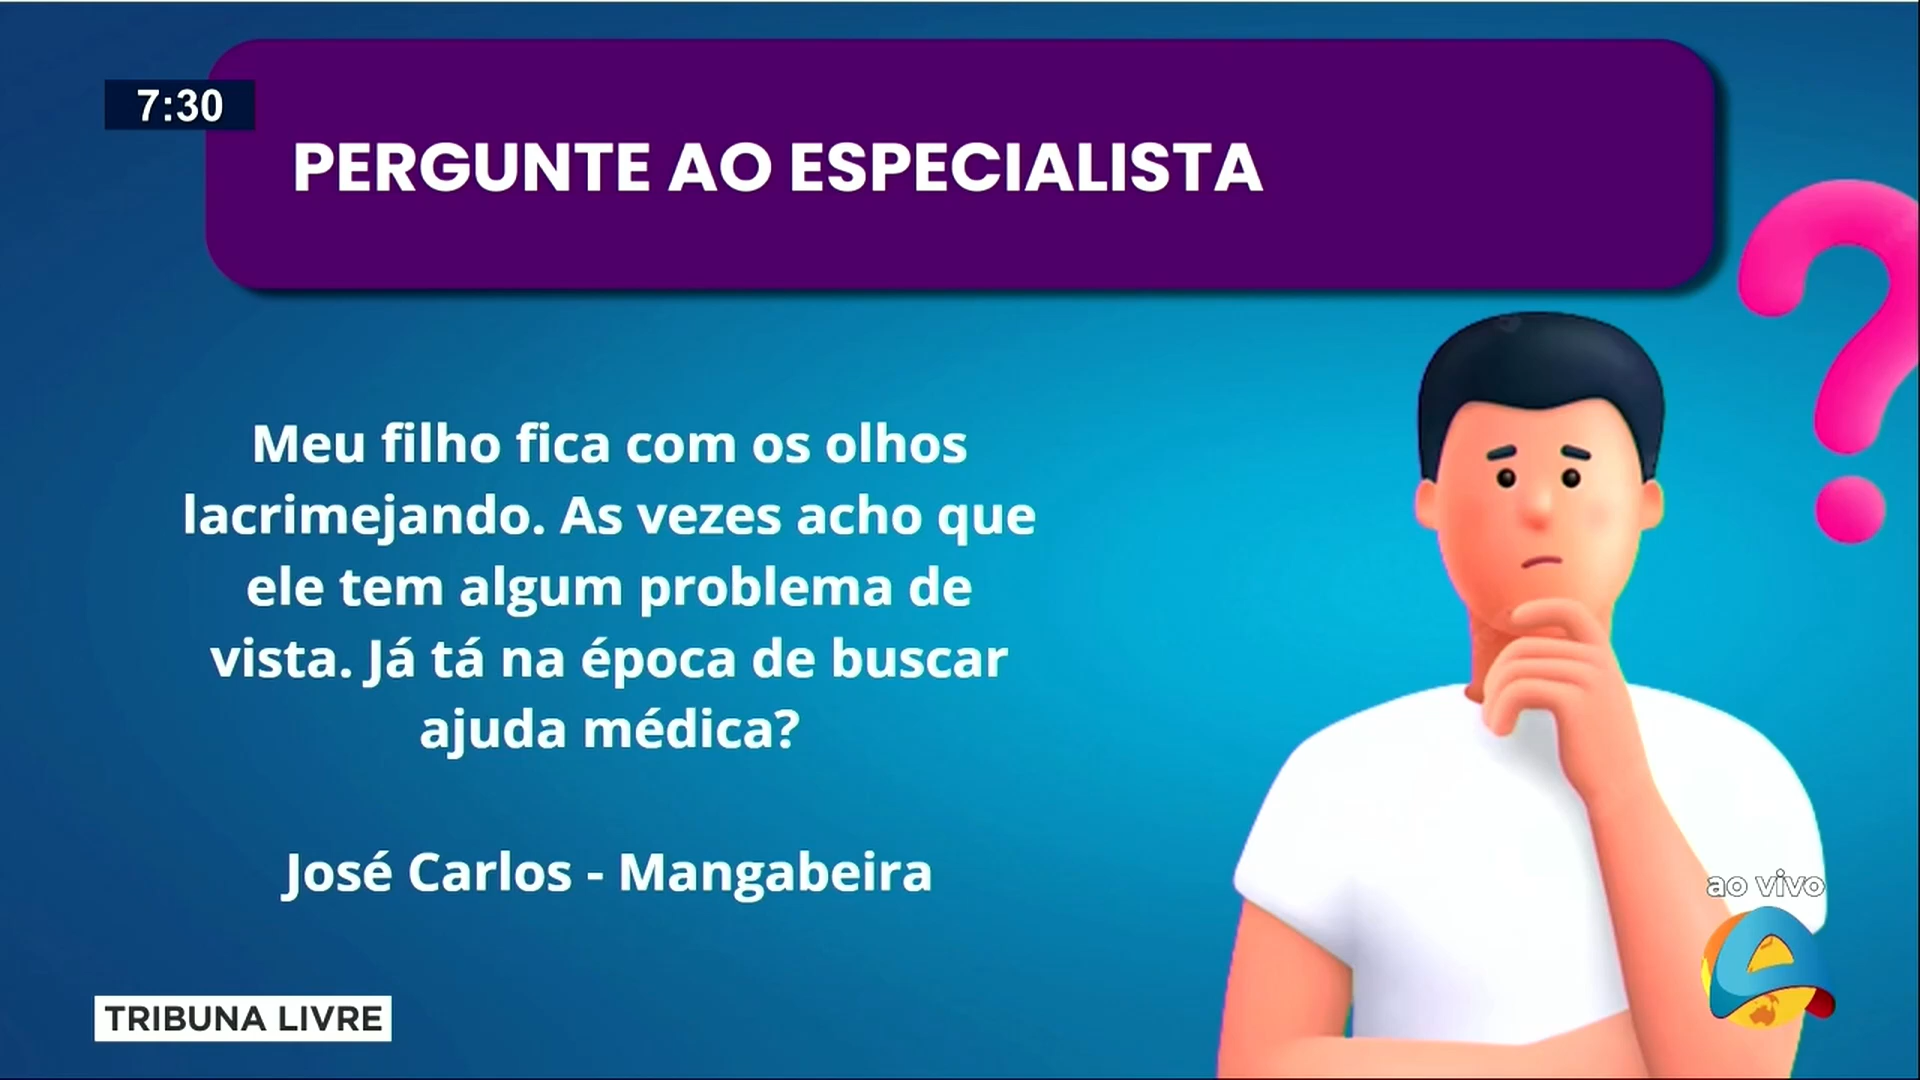 7:30
PERGUNTE AO ESPECIALISTA
Meu filho fica com os olhos
lacrimejando. As vezes acho que
ele tem algum problema de
vista. Já tá na época de buscar
ajuda médica?
José Carlos - Mangabeira
ao vivo
TRIBUNA LIVRE